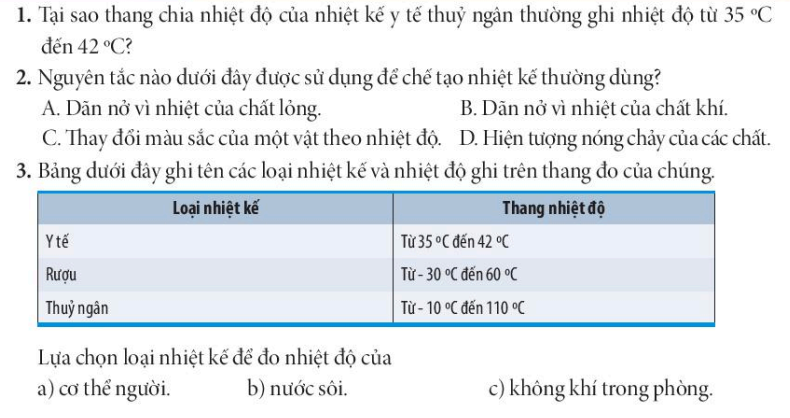 1. Tại sao thang chia nhiệt độ của nhiệt kế y tế thuỷ ngân thường ghi nhiệt độ từ 35 °C
đến 42 °C?
2. Nguyên tắc nào dưới đây được sử dụng để chế tạo nhiệt kế thường dùng?
A. Dãn nở vì nhiệt của chất lỏng. B. Dãn nở vì nhiệt của chất khí.
C. Thay đổi màu sắc của một vật theo nhiệt độ. D. Hiện tượng nóng chảy của các chất.
3. Bảng dưới đây ghi tên các loại nhiệt kế và nhiệt độ ghi trên thang đo của chúng.
Loại nhiệt kế Thang nhiệt độ
Y tế Từ 35 °C đến 42 °C
Rượu Từ - 30 °C đến 60 °C
Thuỷ ngân Từ - 10 °C đến 110 °C
Lựa chọn loại nhiệt kế để đo nhiệt độ của
a) cơ thể người. b) nước sôi. c) không khí trong phòng.